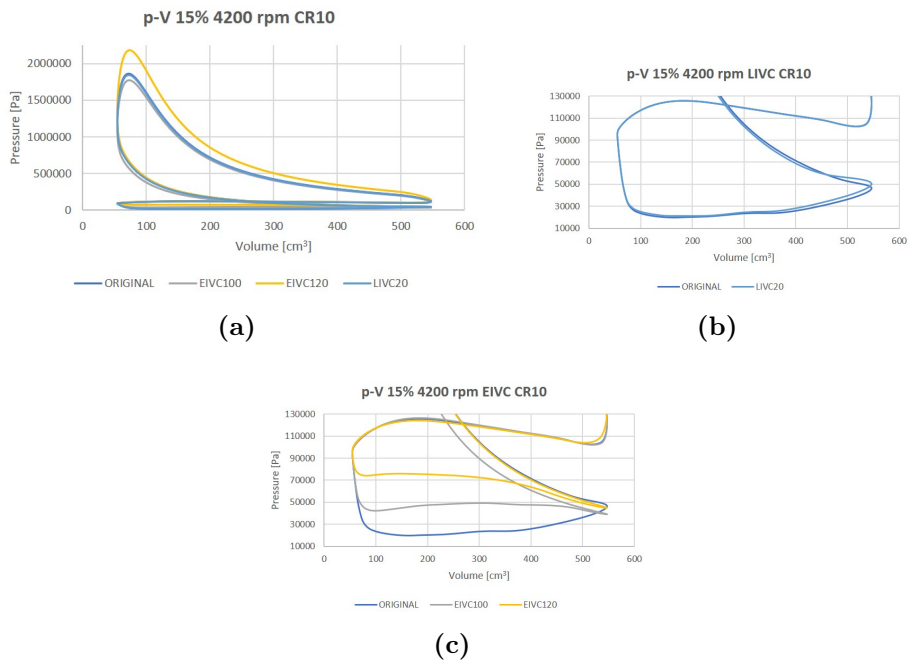 p-V 15% 4200 rpm CR10
Pressure [Pa]
2000000
1500000
1000000
500000
0
0 100 200 300 400 500 600
Volume [cm³]
ORIGINAL EIVC100 EIVC120 LIVC20
(a)
p-V 15% 4200 rpm LIVC CR10
Pressure [Pa]
130000
110000
90000
70000
50000
30000
10000
0 100 200 300 400 500 600
Volume [cm³]
ORIGINAL LIVC20
(b)
p-V 15% 4200 rpm EIVC CR10
Pressure [Pa]
130000
110000
90000
70000
50000
30000
10000
0 100 200 300 400 500 600
Volume [cm³]
ORIGINAL EIVC100 EIVC120
(c)